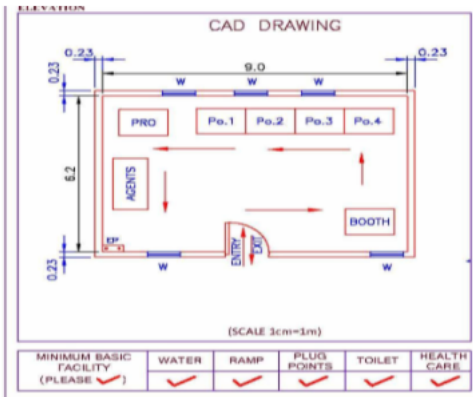 ELEVATION
CAD DRAWING
0.23
9.0
0.23
0.23
W
W
W
PRO
Po.1
Po.2
Po.3
Po.4
6.2
AGENTS
BOOTH
EP
ENTRY
EXIT
0.23
W
W
(SCALE 1cm=1m)
MINIMUM BASIC
FACILITY
(PLEASE ✓)
WATER
RAMP
PLUG
POINTS
TOILET
HEALTH
CARE
✓
✓
✓
✓
✓